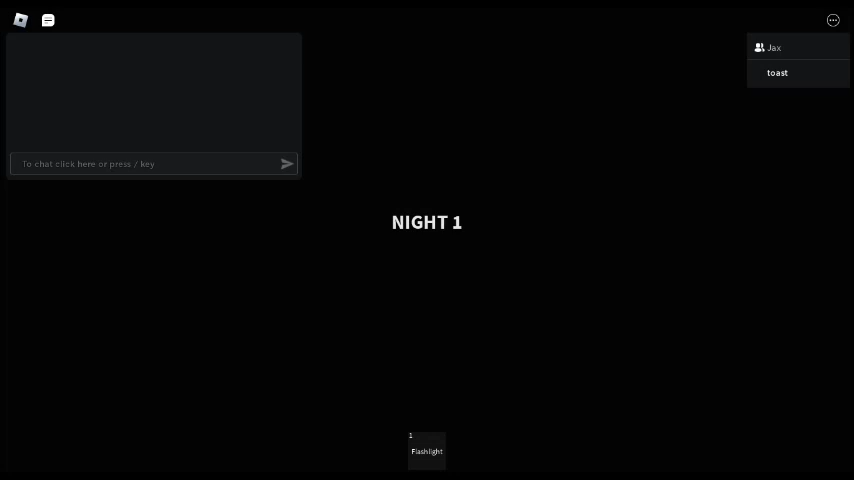 Jax
toast
To chat click here or press / key
NIGHT 1
1
Flashlight